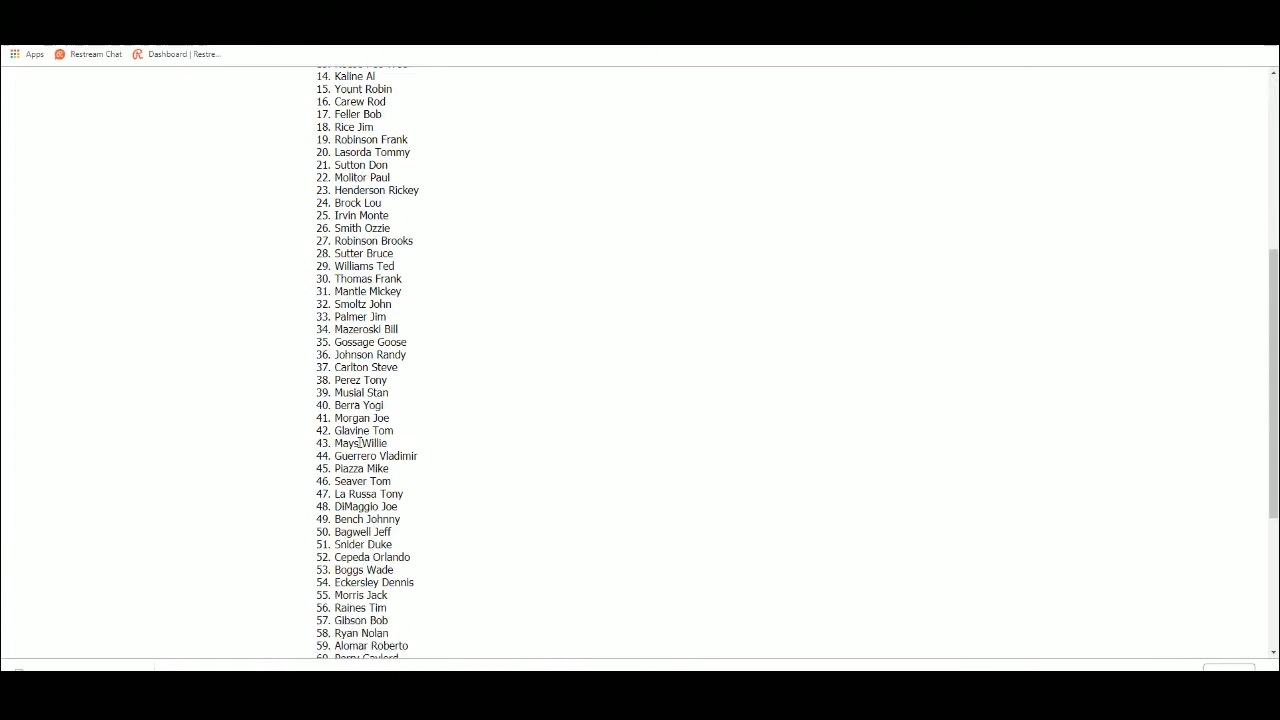 Apps Restream Chat Dashboard | Restre...
14. Kaline Al
15. Yount Robin
16. Carew Rod
17. Feller Bob
18. Rice Jim
19. Robinson Frank
20. Lasorda Tommy
21. Sutton Don
22. Molitor Paul
23. Henderson Rickey
24. Brock Lou
25. Irvin Monte
26. Smith Ozzie
27. Robinson Brooks
28. Sutter Bruce
29. Williams Ted
30. Thomas Frank
31. Mantle Mickey
32. Smoltz John
33. Palmer Jim
34. Mazeroski Bill
35. Gossage Goose
36. Johnson Randy
37. Carlton Steve
38. Perez Tony
39. Musial Stan
40. Berra Yogi
41. Morgan Joe
42. Glavine Tom
43. Mays Willie
44. Guerrero Vladimir
45. Piazza Mike
46. Seaver Tom
47. La Russa Tony
48. DiMaggio Joe
49. Bench Johnny
50. Bagwell Jeff
51. Snider Duke
52. Cepeda Orlando
53. Boggs Wade
54. Eckersley Dennis
55. Morris Jack
56. Raines Tim
57. Gibson Bob
58. Ryan Nolan
59. Alomar Roberto
60. Perry Gaylord